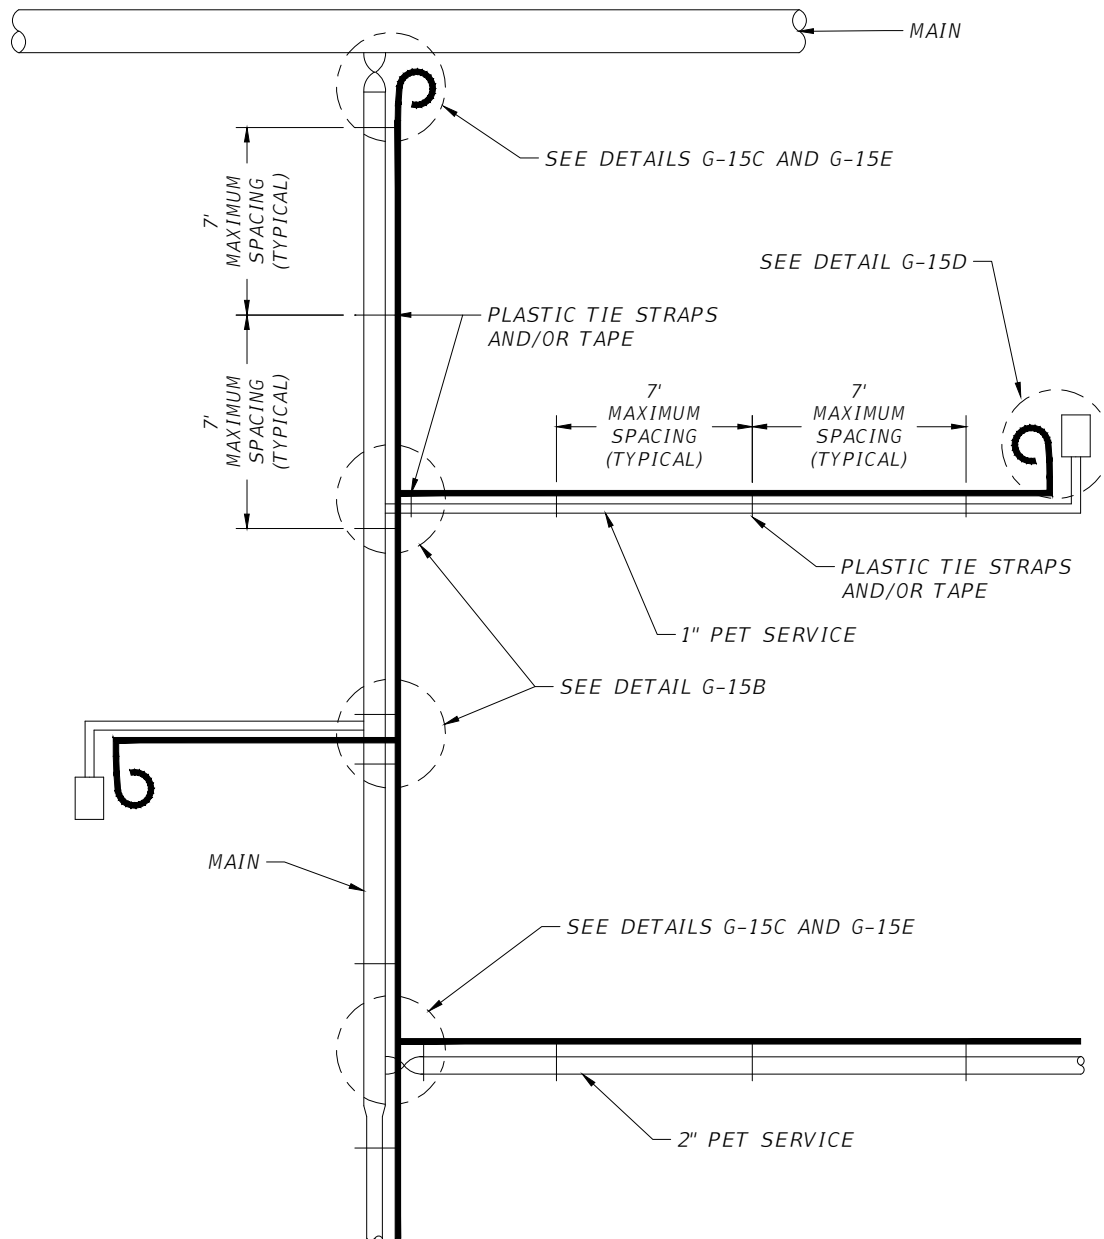 MAIN
SEE DETAILS G-15C AND G-15E
7'
MAXIMUM
SPACING
(TYPICAL)
SEE DETAIL G-15D
PLASTIC TIE STRAPS
AND/OR TAPE
7'
MAXIMUM
SPACING
(TYPICAL)
7'
MAXIMUM
SPACING
(TYPICAL)
7'
MAXIMUM
SPACING
(TYPICAL)
PLASTIC TIE STRAPS
AND/OR TAPE
1" PET SERVICE
SEE DETAIL G-15B
MAIN
SEE DETAILS G-15C AND G-15E
2" PET SERVICE